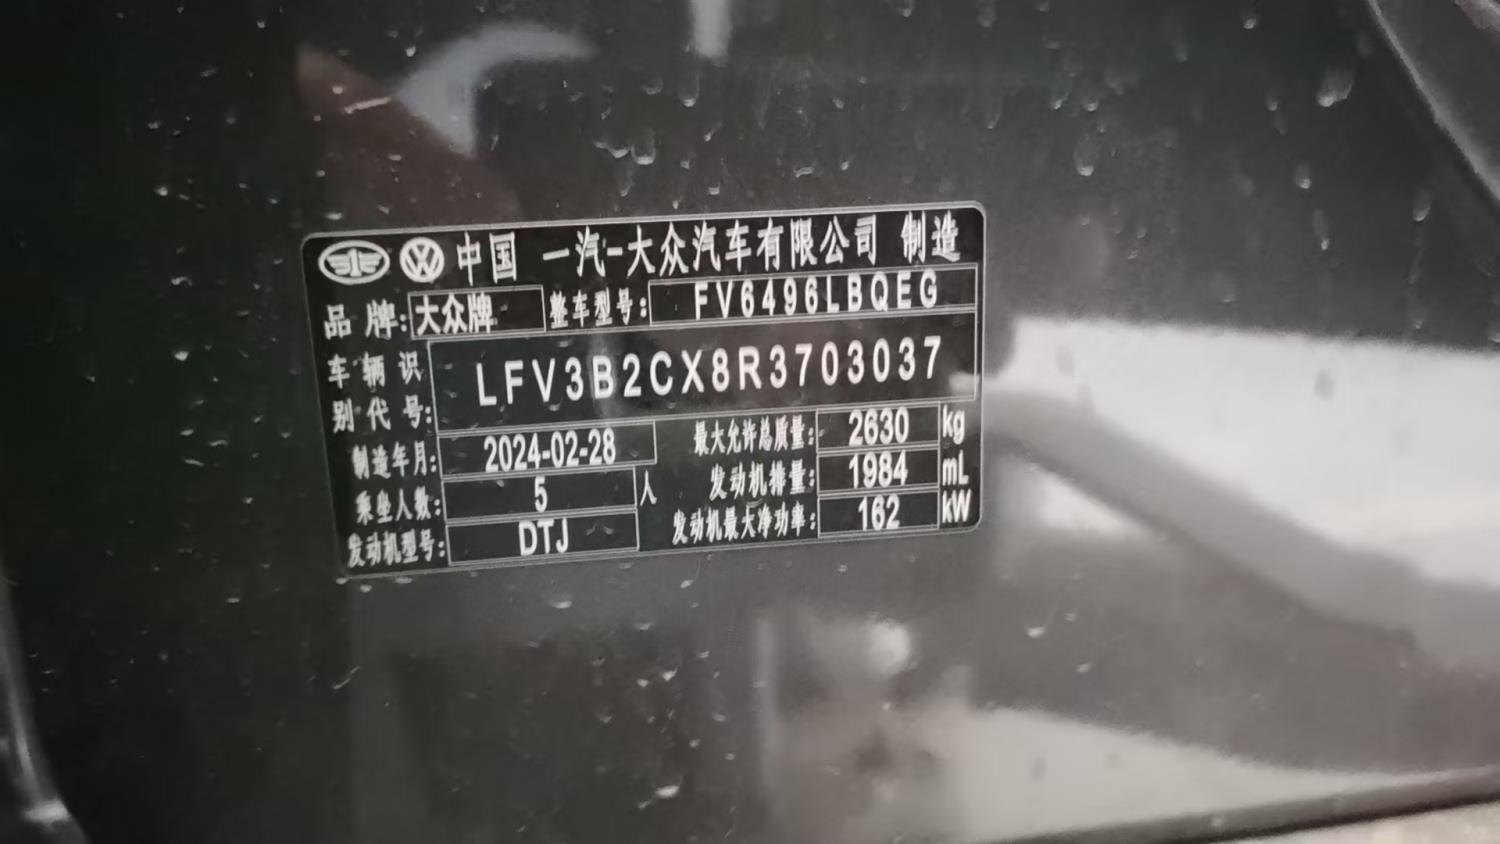 中国 一汽-大众汽车有限公司 制造
品牌: 大众牌 整车型号: FV6496LBQEG
车辆识别代号: LFV3B2CX8R3703037
制造年月: 2024-02-28 最大允许总质量: 2630 kg
乘坐人数: 5 人 发动机排量: 1984 mL
发动机型号: DTJ 发动机最大净功率: 162 kW